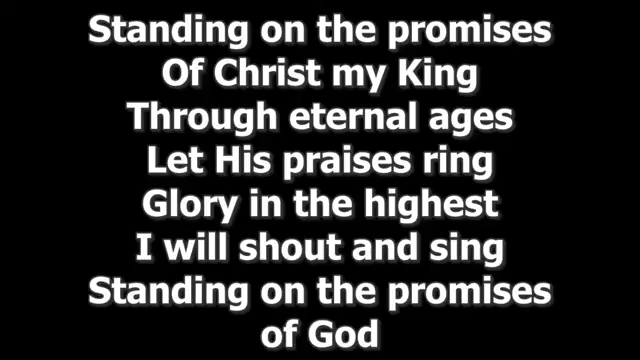 Standing on the promises
Of Christ my King
Through eternal ages
Let His praises ring
Glory in the highest
I will shout and sing
Standing on the promises
of God